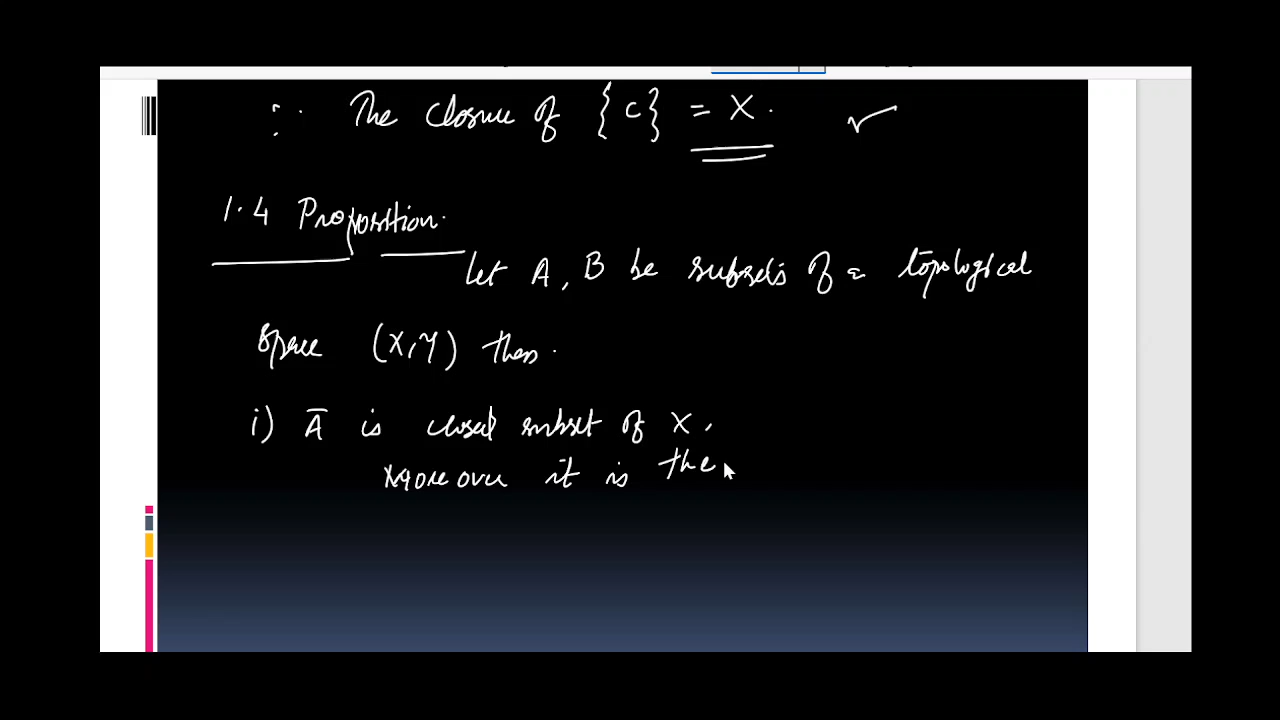 ∴ The closure of {c} = X.
1.4 Proposition.
Let A, B be subsets of a topological
space (X, Y) then.
i) A̅ is closed subset of X,
Moreover it is the